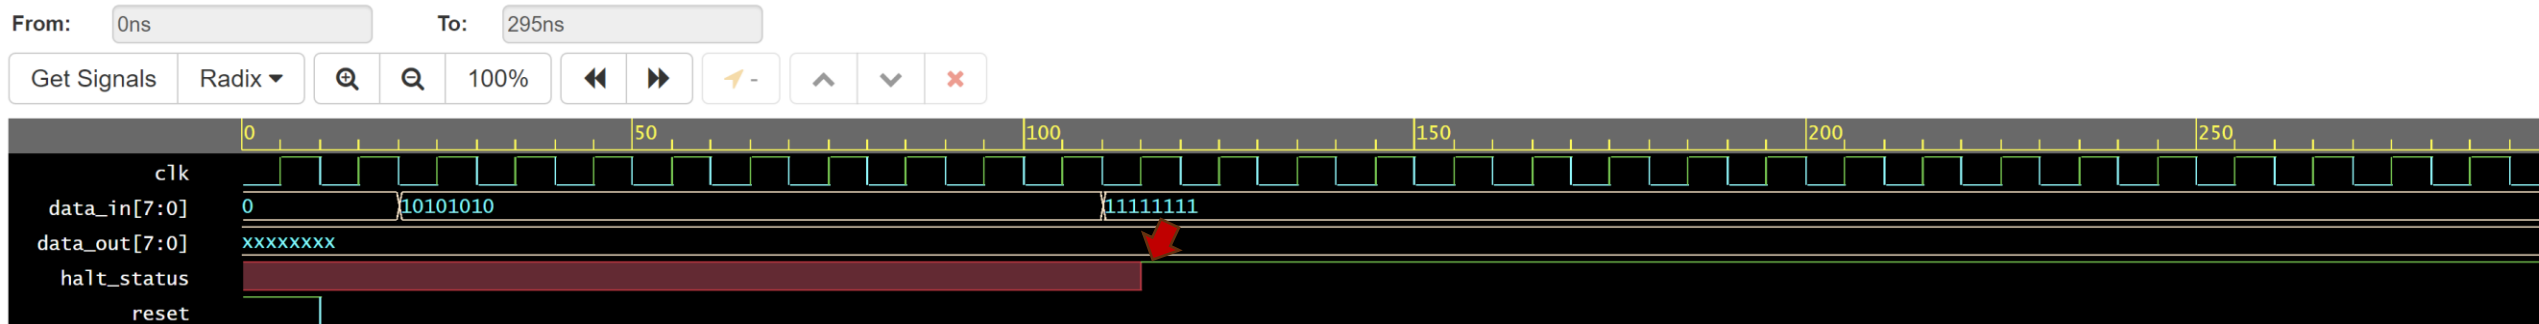 From: 0ns To: 295ns
Get Signals Radix 100% -
0 50 100 150 200 250
clk
data_in[7:0] 0 10101010 11111111
data_out[7:0] xxxxxxxx
halt_status
reset